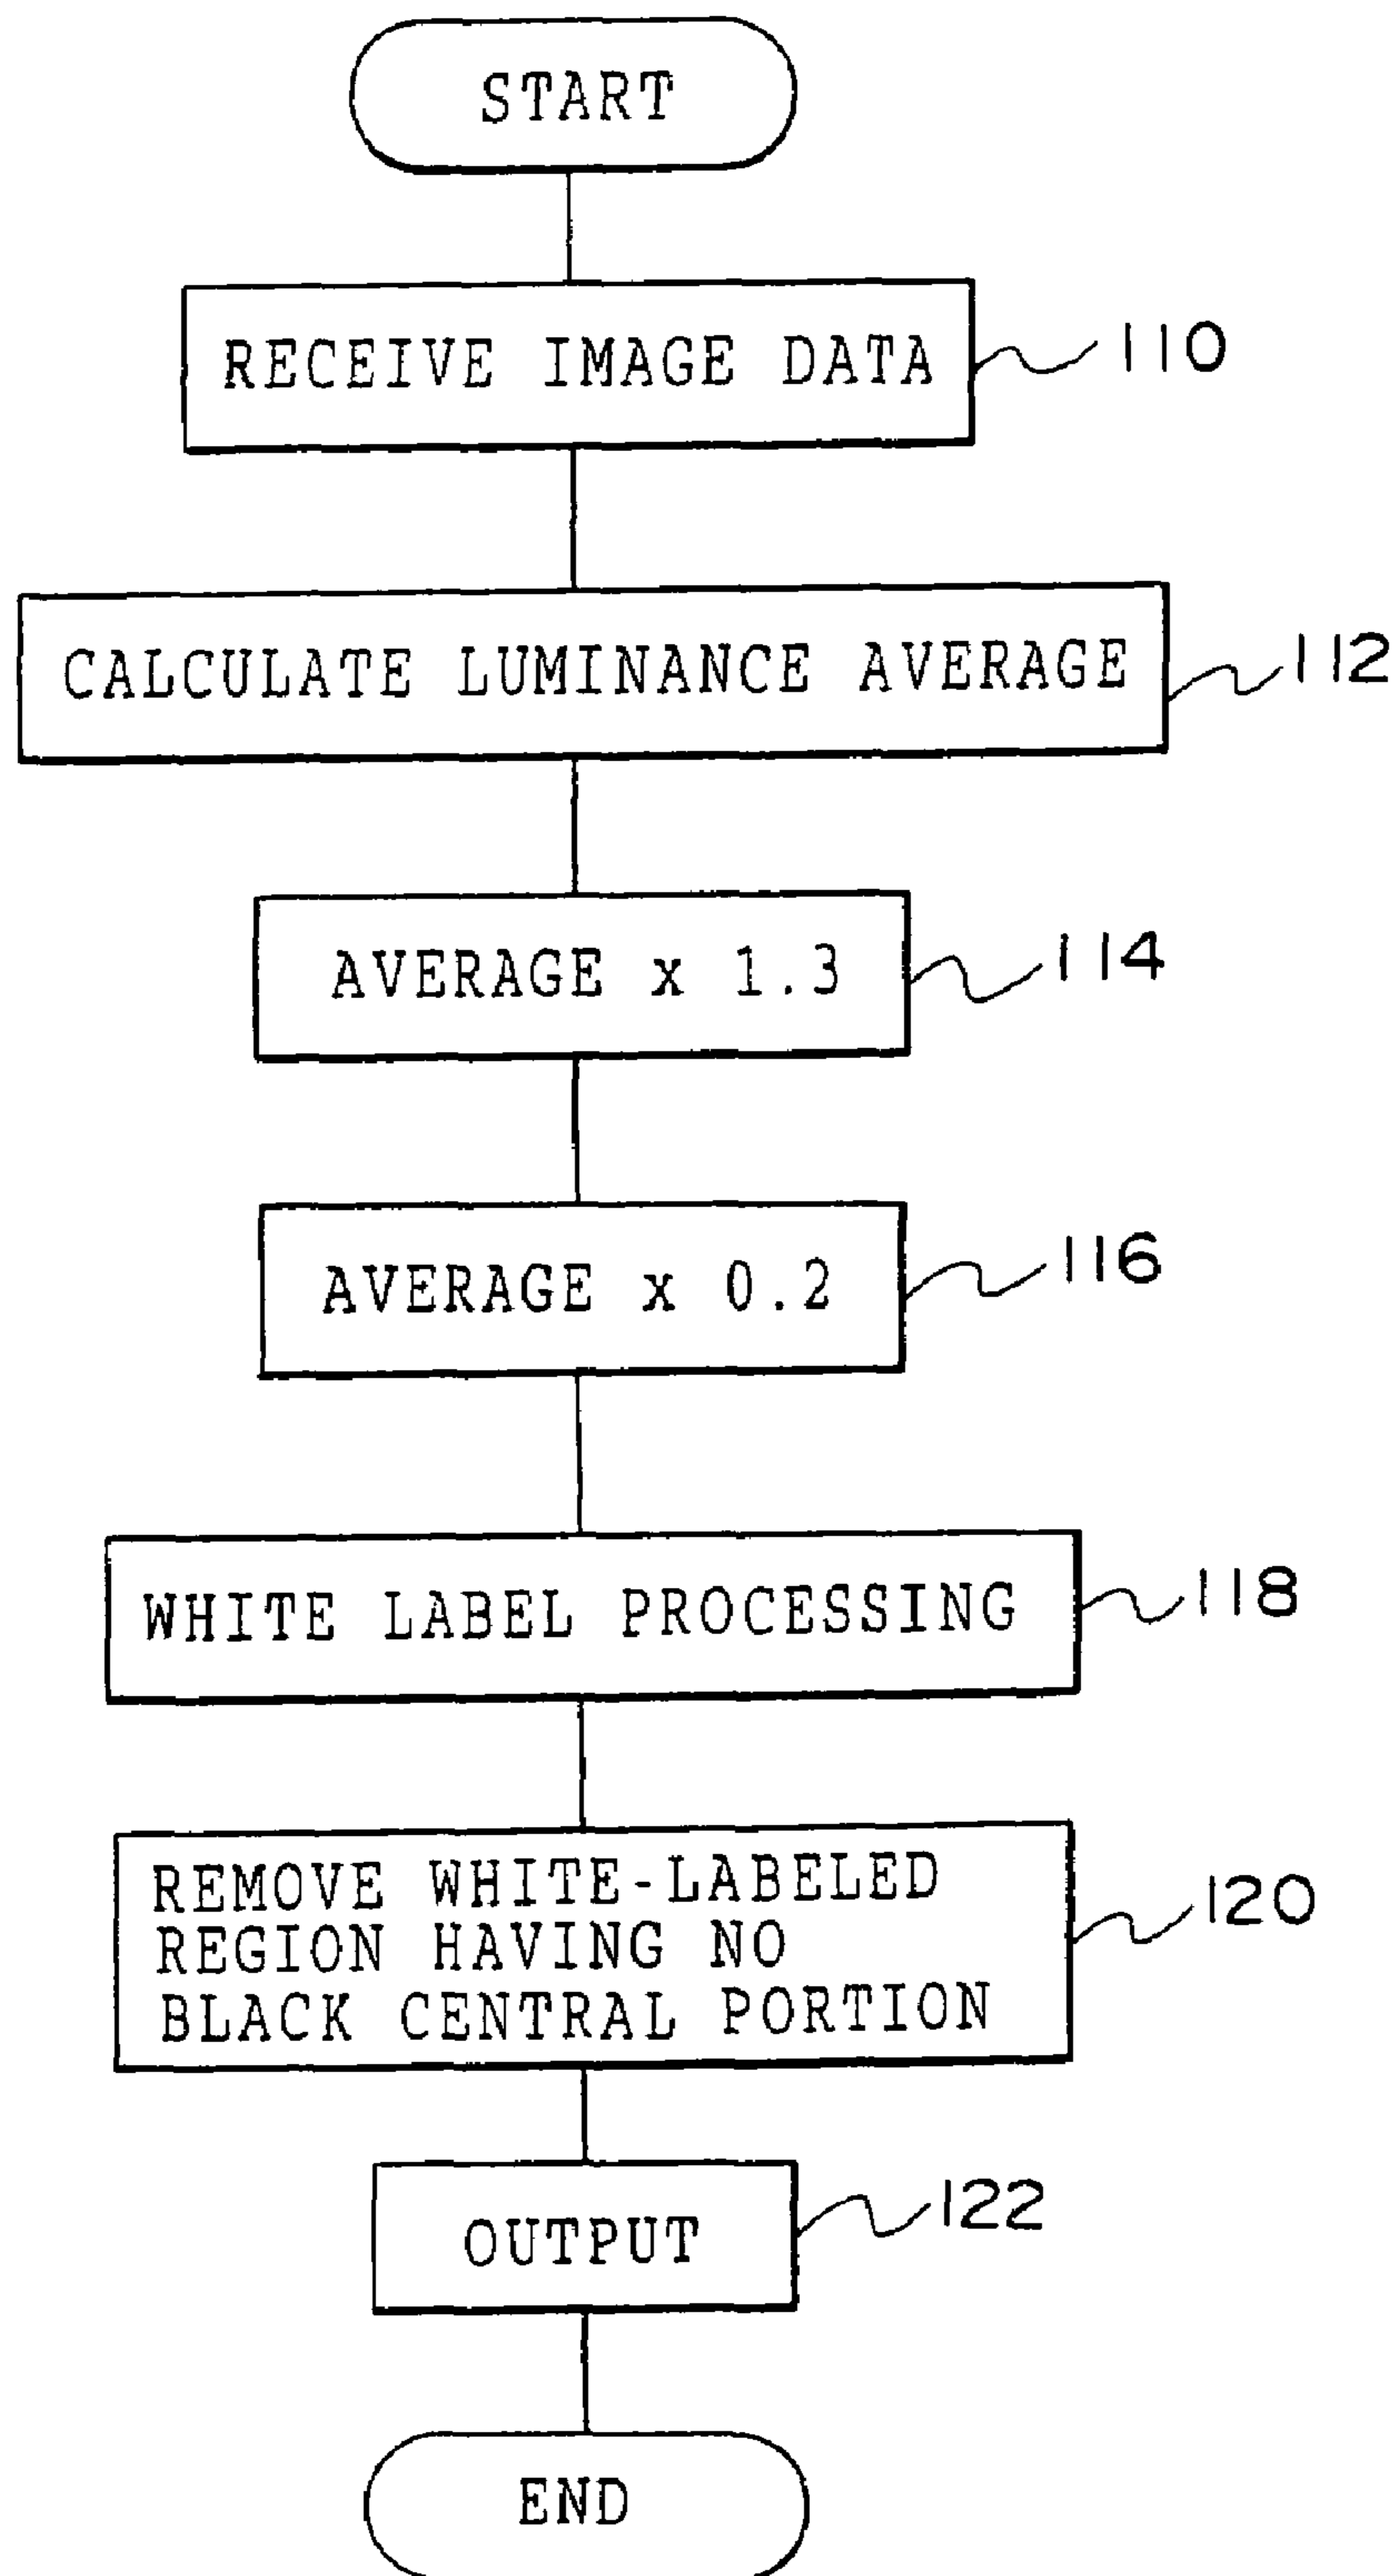 START
RECEIVE IMAGE DATA
110
CALCULATE LUMINANCE AVERAGE
112
AVERAGE x 1.3
114
AVERAGE x 0.2
116
WHITE LABEL PROCESSING
118
REMOVE WHITE-LABELED
REGION HAVING NO
BLACK CENTRAL PORTION
120
OUTPUT
122
END